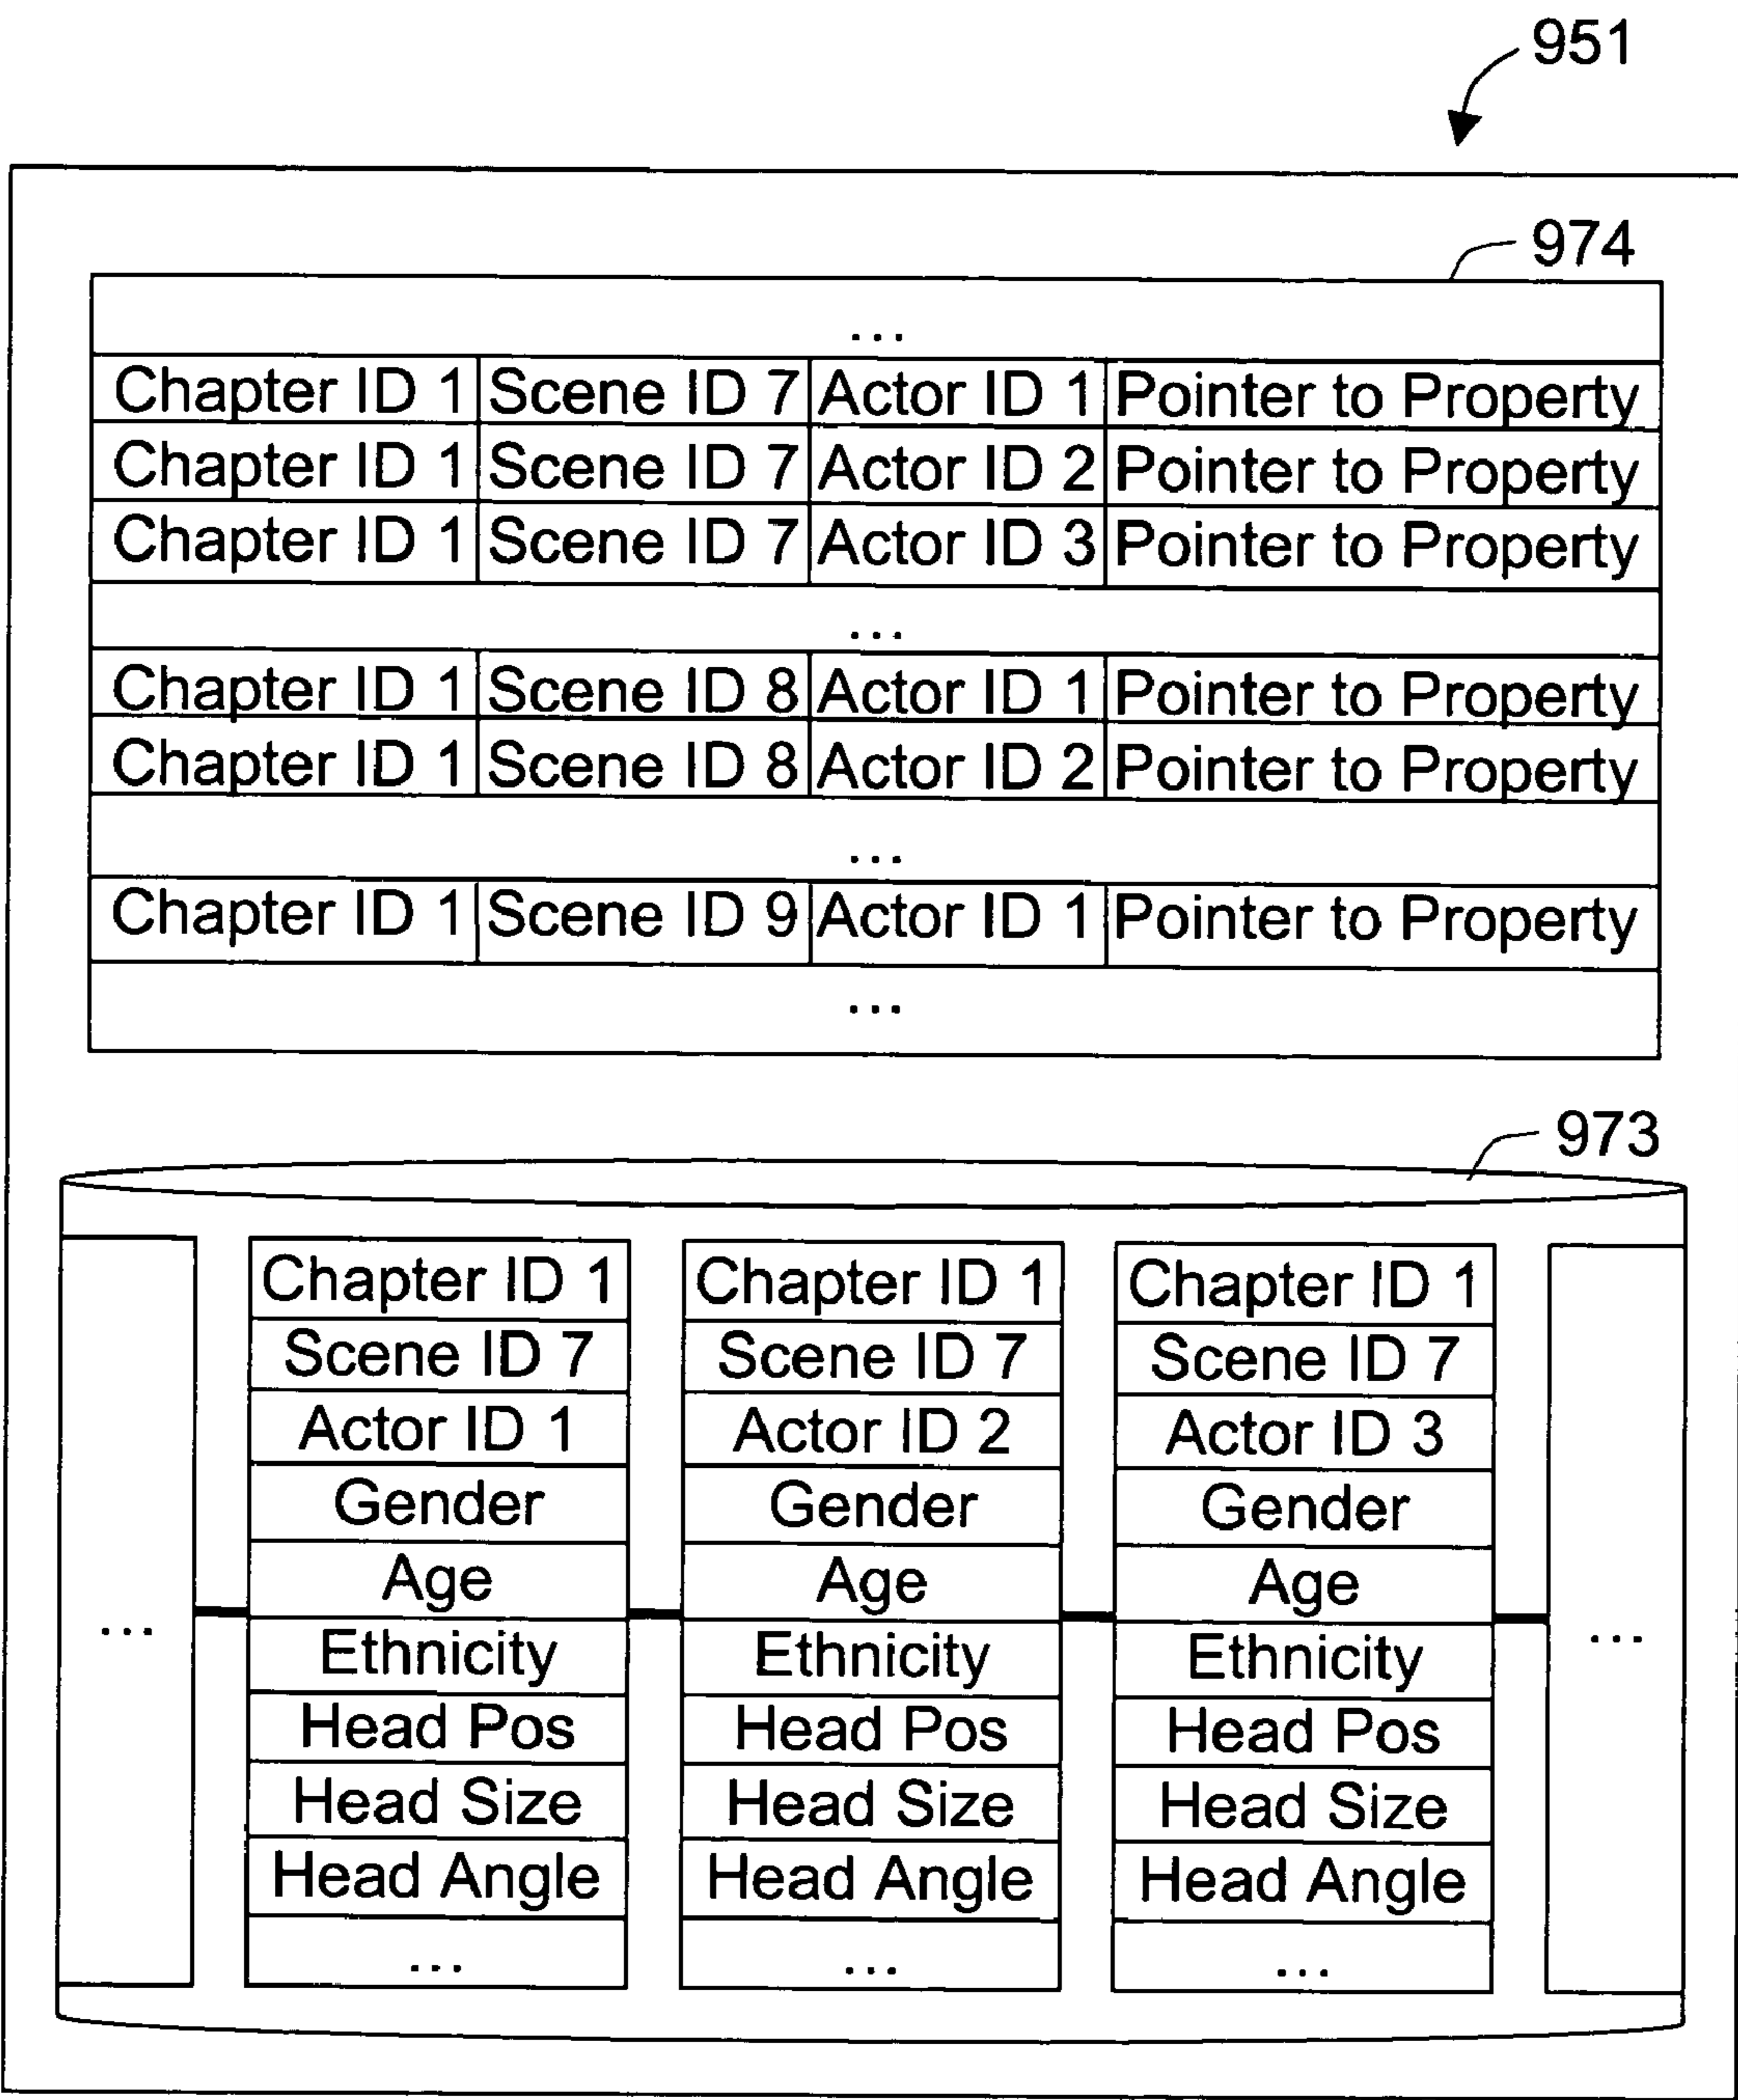 951
974
...
Chapter ID 1 Scene ID 7 Actor ID 1 Pointer to Property
Chapter ID 1 Scene ID 7 Actor ID 2 Pointer to Property
Chapter ID 1 Scene ID 7 Actor ID 3 Pointer to Property
...
Chapter ID 1 Scene ID 8 Actor ID 1 Pointer to Property
Chapter ID 1 Scene ID 8 Actor ID 2 Pointer to Property
...
Chapter ID 1 Scene ID 9 Actor ID 1 Pointer to Property
...
973
Chapter ID 1 Chapter ID 1 Chapter ID 1
Scene ID 7 Scene ID 7 Scene ID 7
Actor ID 1 Actor ID 2 Actor ID 3
Gender Gender Gender
Age Age Age
... Ethnicity Ethnicity Ethnicity ...
Head Pos Head Pos Head Pos
Head Size Head Size Head Size
Head Angle Head Angle Head Angle
... ... ...